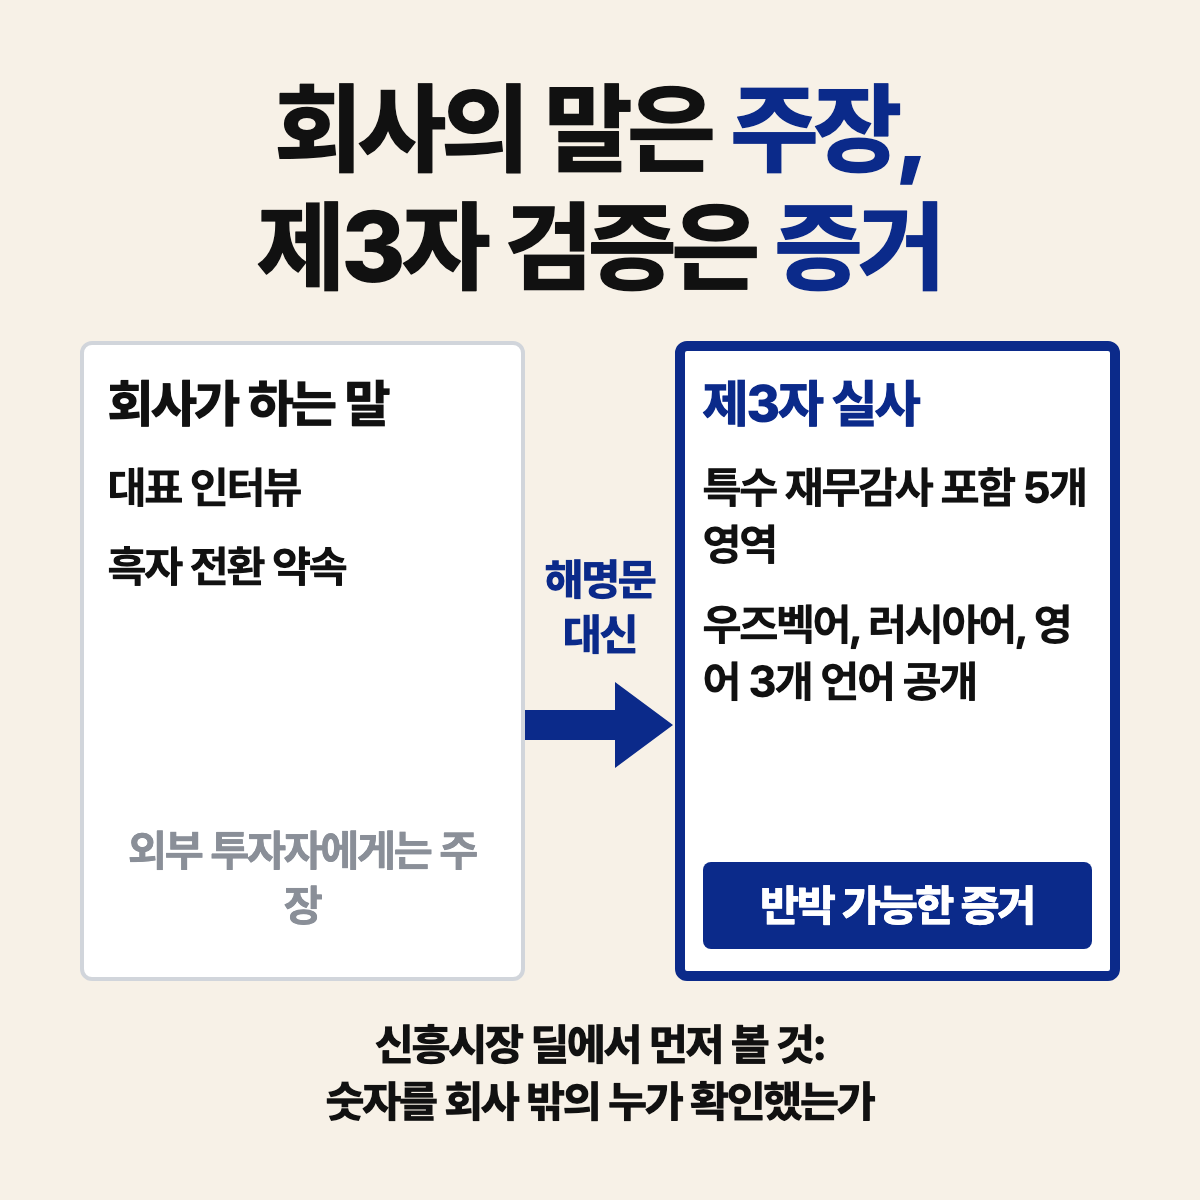 회사의 말은 주장,
제3자 검증은 증거
회사가 하는 말
대표 인터뷰
흑자 전환 약속
외부 투자자에게는 주
장
해명문
대신
제3자 실사
특수 재무감사 포함 5개
영역
우즈벡어, 러시아어, 영
어 3개 언어 공개
반박 가능한 증거
신흥시장 딜에서 먼저 볼 것:
숫자를 회사 밖의 누가 확인했는가